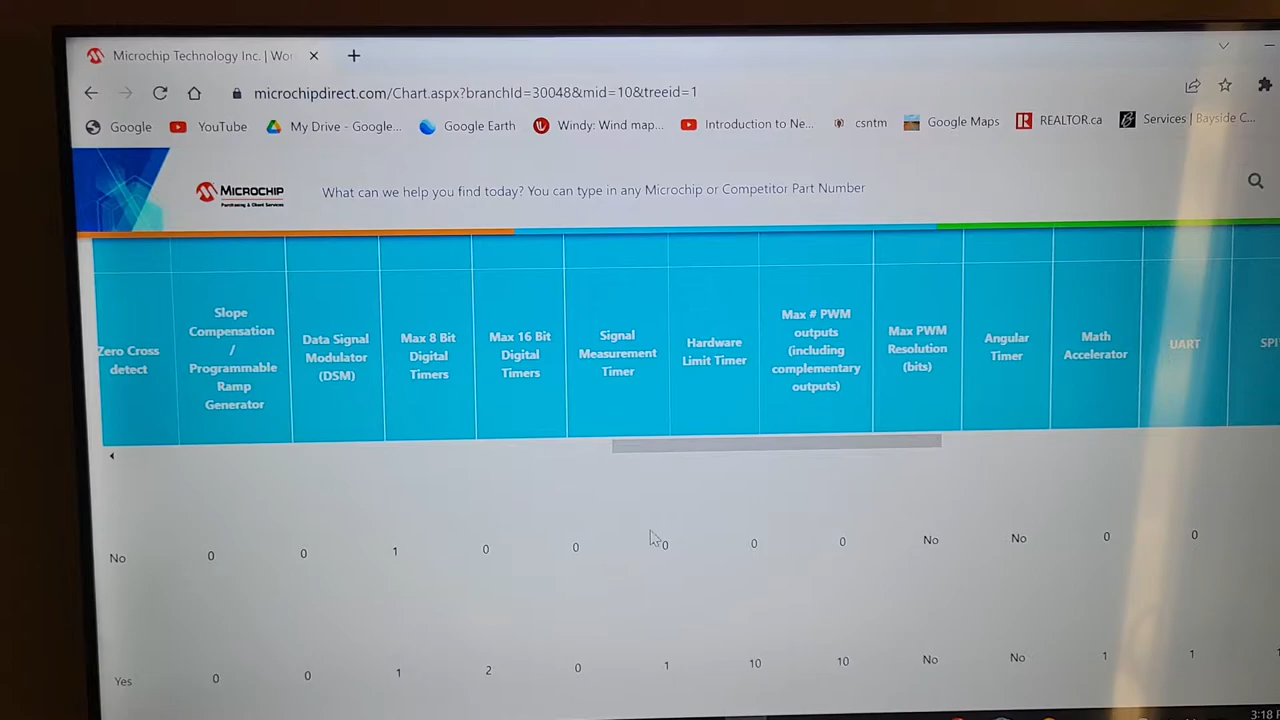 Microchip Technology Inc. | Wor
microchipdirect.com/Chart.aspx?branchId=30048&mid=10&treeid=1
Google YouTube My Drive - Google... Google Earth Windy: Wind map... Introduction to Ne... csntm Google Maps REALTOR.ca Services | Bayside C...
MICROCHIP
Purchasing & Client Services
What can we help you find today? You can type in any Microchip or Competitor Part Number
Zero Cross
detect
Slope
Compensation
/
Programmable
Ramp
Generator
Data Signal
Modulator
(DSM)
Max 8 Bit
Digital
Timers
Max 16 Bit
Digital
Timers
Signal
Measurement
Timer
Hardware
Limit Timer
Max # PWM
outputs
(including
complementary
outputs)
Max PWM
Resolution
(bits)
Angular
Timer
Math
Accelerator
UART
SPI
No 0 0 1 0 0 0 0 0 No No 0 0
Yes 0 0 1 2 0 1 10 10 No No 1 1
3:18